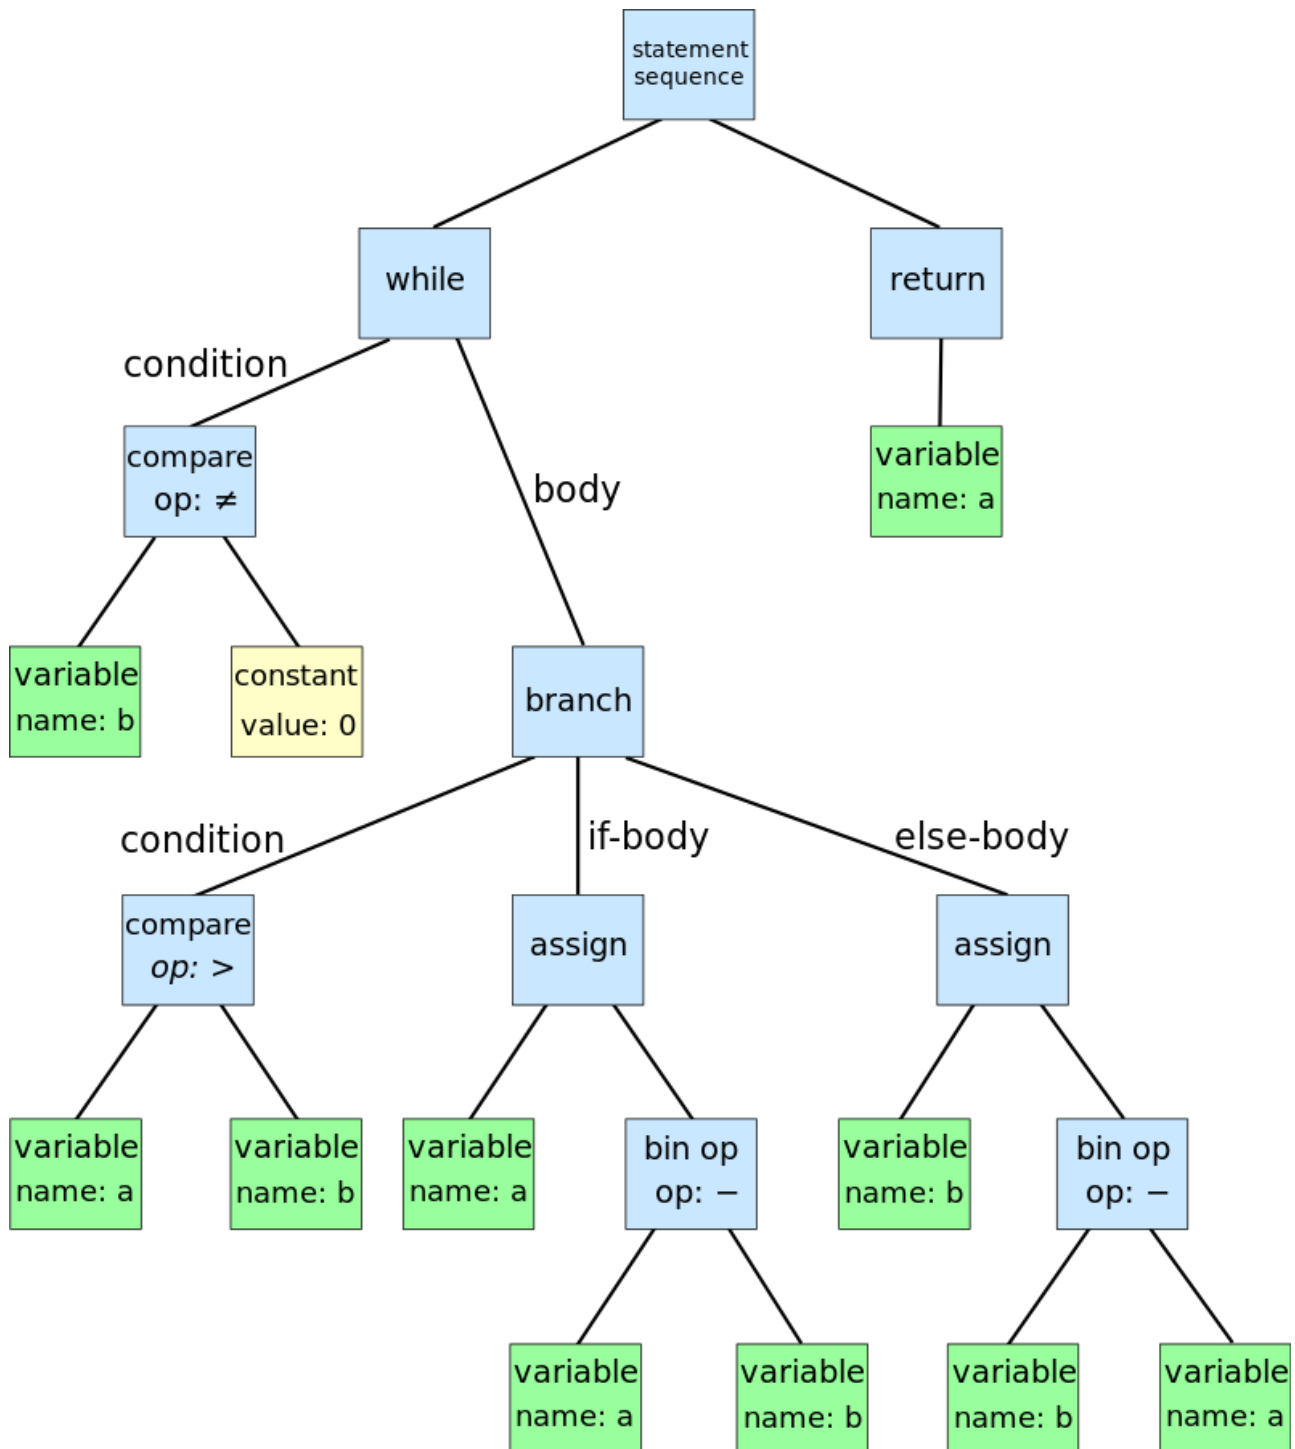 statement
sequence
while
return
condition
compare
op: ≠
body
variable
name: a
variable
name: b
constant
value: 0
branch
condition
if-body
else-body
compare
op: >
assign
assign
variable
name: a
variable
name: b
variable
name: a
bin op
op: −
variable
name: b
bin op
op: −
variable
name: a
variable
name: b
variable
name: b
variable
name: a